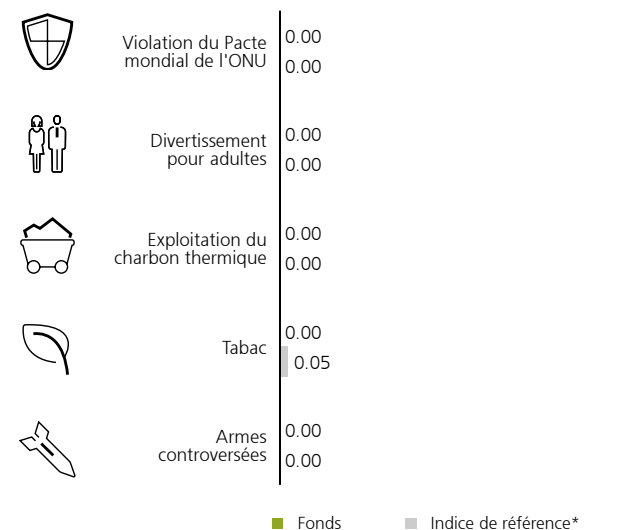 Violation du Pacte
mondial de l'ONU
0.00
0.00
Divertissement
pour adultes
0.00
0.00
Exploitation du
charbon thermique
0.00
0.00
Tabac
0.00
0.05
Armes
controversées
0.00
0.00
Fonds
Indice de référence*